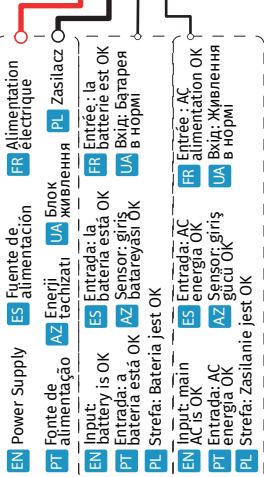 EN Power Supply
ES Fuente de
alimentación
FR Alimentation
électrique
PT Fonte de
alimentação
AZ Enerji
təchizatı
UA Блок
живлення
PL Zasilacz
EN Input:
battery is OK
ES Entrada: la
batería está OK
FR Entrée : la
batterie est OK
PT Entrada: a
bateria está OK
AZ Sensor: giriş
batareyası OK
UA Вхід: Батарея
в нормі
PL Strefa: Bateria jest OK
EN Input: main
AC is OK
ES Entrada: AC
energía OK
FR Entrée : AC
alimentation OK
PT Entrada: AC
energia OK
AZ Sensor: giriş
gücü OK
UA Вхід: Живлення
в нормі
PL Strefa: Zasilanie jest OK